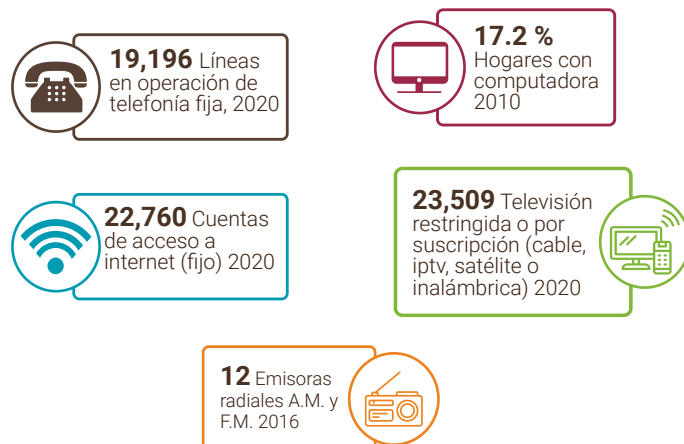 19,196 Líneas
en operación de
telefonía fija, 2020
17.2 %
Hogares con
computadora
2010
22,760 Cuentas
de acceso a
internet (fijo) 2020
23,509 Televisión
restringida o por
suscripción (cable,
iptv, satélite o
inalámbrica) 2020
12 Emisoras
radiales A.M. y
F.M. 2016